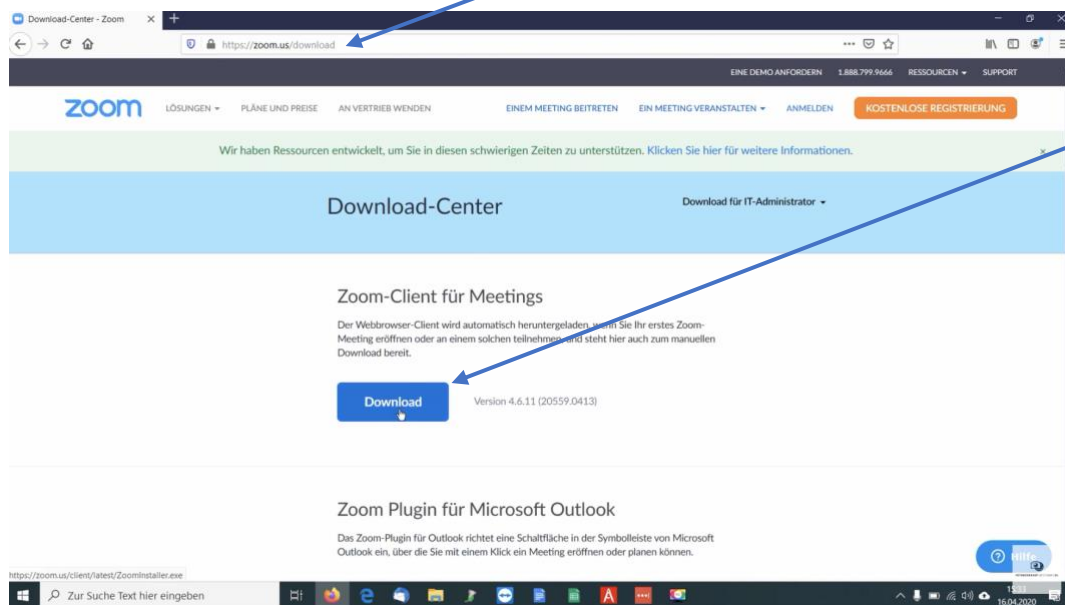 Download-Center - Zoom
https://zoom.us/download
EINE DEMO ANFORDERN 1.888.799.9666 RESSOURCEN SUPPORT
zoom LÖSUNGEN PLÄNE UND PREISE AN VERTRIEB WENDEN EINEM MEETING BEITRETEN EIN MEETING VERANSTALTEN ANMELDEN KOSTENLOSE REGISTRIERUNG
Wir haben Ressourcen entwickelt, um Sie in diesen schwierigen Zeiten zu unterstützen. Klicken Sie hier für weitere Informationen.
Download-Center
Download für IT-Administrator
Zoom-Client für Meetings
Der Webbrowser-Client wird automatisch heruntergeladen, wenn Sie Ihr erstes Zoom-
Meeting eröffnen oder an einem solchen teilnehmen, und steht hier auch zum manuellen
Download bereit.
Download Version 4.6.11 (20559.0413)
Zoom Plugin für Microsoft Outlook
Das Zoom-Plugin für Outlook richtet eine Schaltfläche in der Symbolleiste von Microsoft
Outlook ein, über die Sie mit einem Klick ein Meeting eröffnen oder planen können.
Hilfe
https://zoom.us/client/latest/ZoomInstaller.exe
Zur Suche Text hier eingeben
16.04.2020